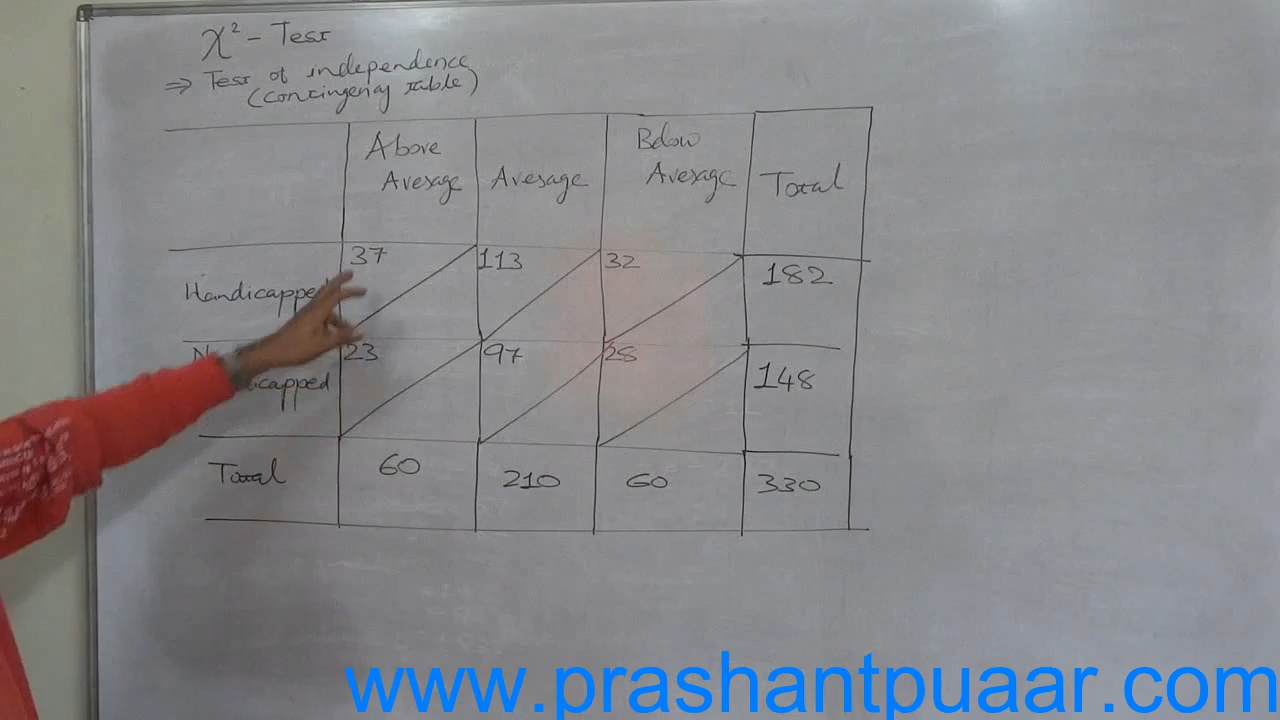 χ² - Test
⇒ Test of independence
(contingency table)
Above Average
Average
Below Average
Total
37
113
32
Handicapped
182
23
97
28
148
Total
60
210
60
330
www.prashantpuaar.com